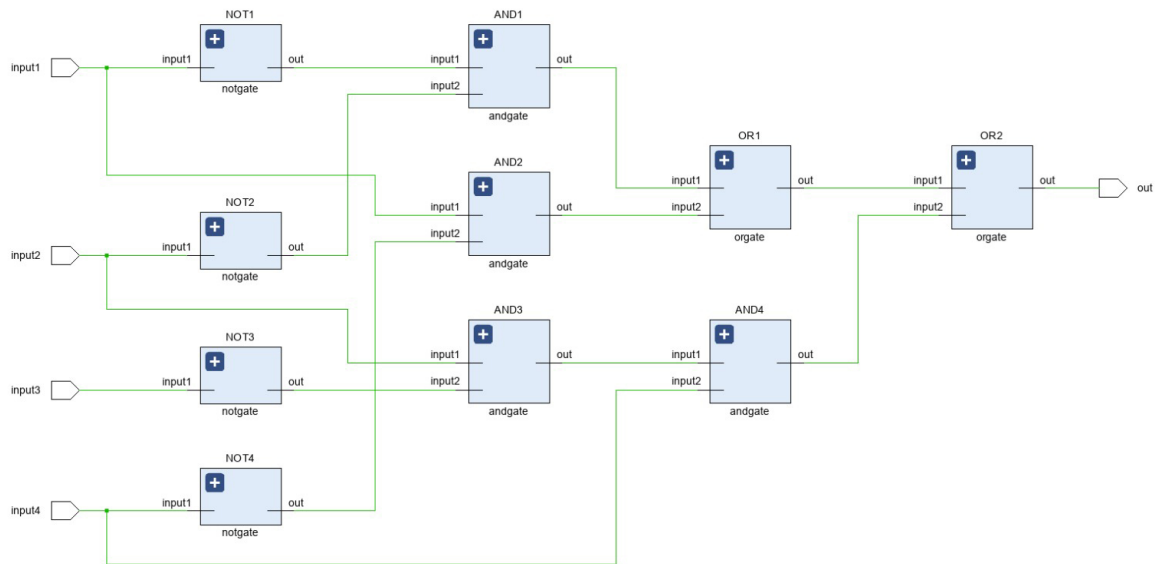 NOT1
input1
out
notgate
AND1
input1
input2
out
andgate
input1
AND2
input1
input2
out
andgate
OR1
input1
input2
out
orgate
OR2
input1
input2
out
orgate
out
NOT2
input1
out
notgate
input2
AND3
input1
input2
out
andgate
AND4
input1
input2
out
andgate
NOT3
input1
out
notgate
input3
NOT4
input1
out
notgate
input4